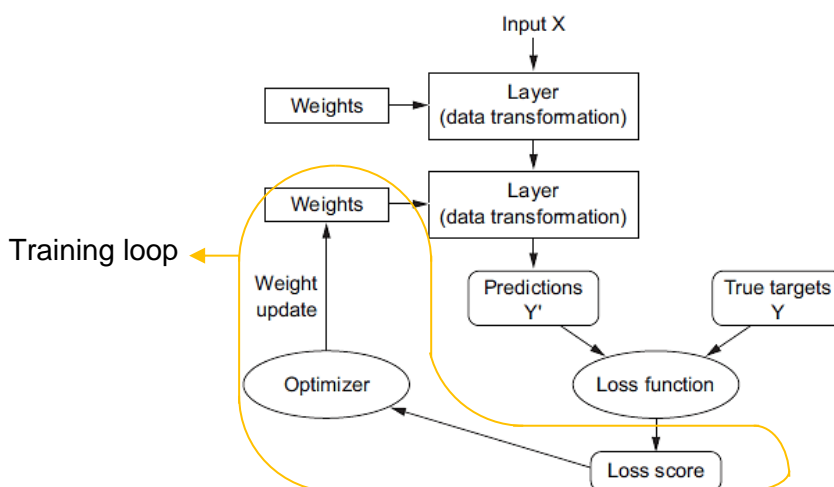 Input X
Weights
Layer
(data transformation)
Weights
Layer
(data transformation)
Training loop
Weight
update
Predictions
Y'
True targets
Y
Optimizer
Loss function
Loss score